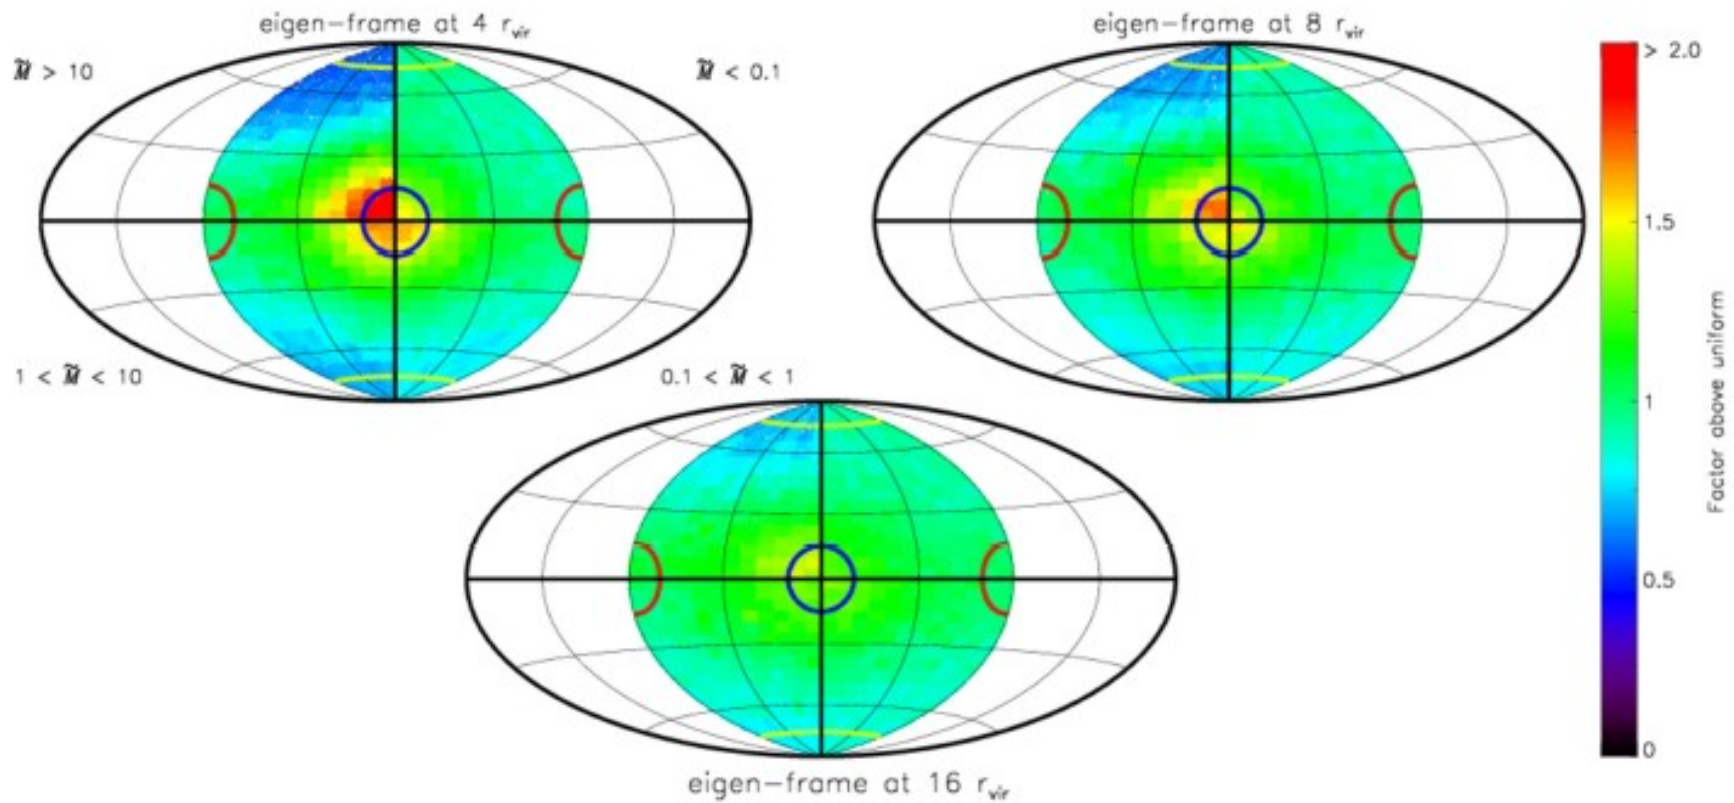 eigen-frame at 4 r_vir
eigen-frame at 8 r_vir
M̃ > 10
M̃ < 0.1
> 2.0
1.5
1 < M̃ < 10
0.1 < M̃ < 1
1
0.5
0
Factor above uniform
eigen-frame at 16 r_vir